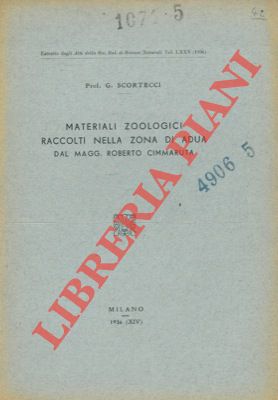 1071 5
42
Estratto dagli Atti della Soc. Ital. di Scienze Naturali Vol. LXXV (1936)
Prof. G. SCORTECCI
MATERIALI ZOOLOGICI
RACCOLTI NELLA ZONA DI ADUA
DAL MAGG. ROBERTO CIMMARUTA
4906 5
LIBRERIA PIANI
MILANO
1936 (XIV)